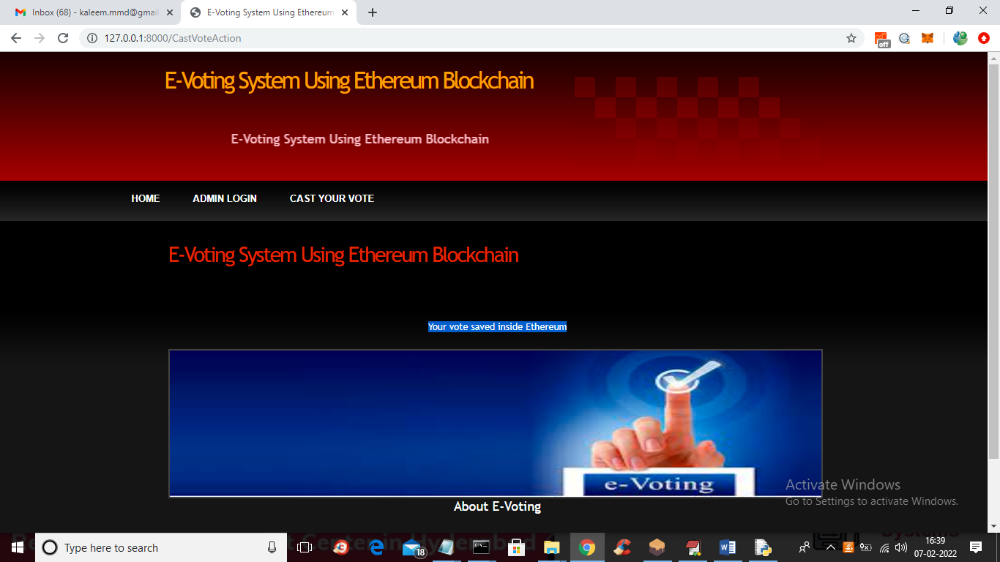 Inbox (68) - kaleem.mmd@gmail
E-Voting System Using Ethereum
127.0.0.1:8000/CastVoteAction
off
E-Voting System Using Ethereum Blockchain
E-Voting System Using Ethereum Blockchain
HOME ADMIN LOGIN CAST YOUR VOTE
E-Voting System Using Ethereum Blockchain
Your vote saved inside Ethereum
e-Voting
About E-Voting
Activate Windows
Go to Settings to activate Windows.
Type here to search
18
16:39
07-02-2022